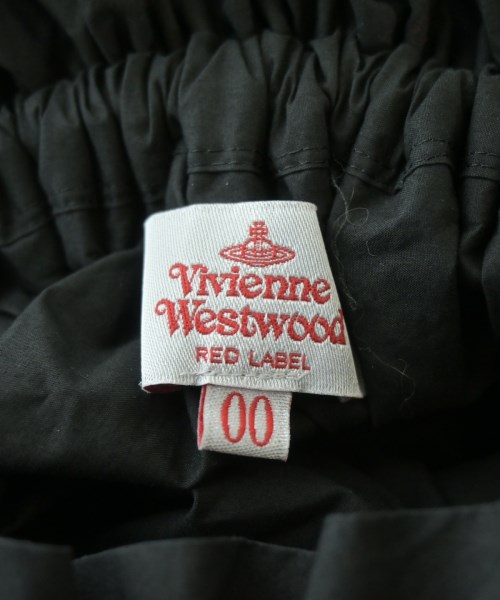 Vivienne
Westwood
RED LABEL
00